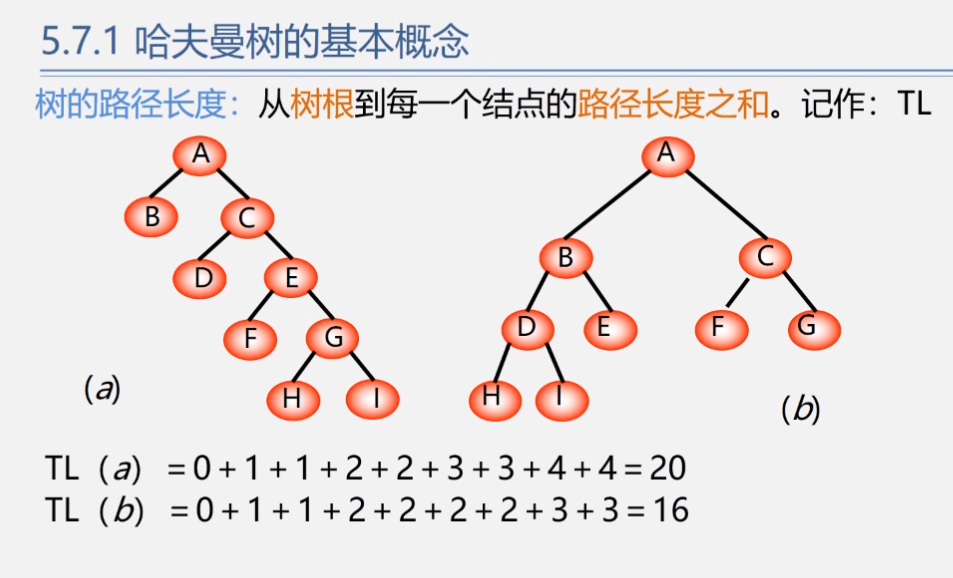 5.7.1 哈夫曼树的基本概念
树的路径长度：从树根到每一个结点的路径长度之和。记作：TL
A
B
C
D
E
F
G
H
I
(a)
A
B
C
D
E
F
G
H
I
(b)
TL（a） = 0 + 1 + 1 + 2 + 2 + 3 + 3 + 4 + 4 = 20
TL（b） = 0 + 1 + 1 + 2 + 2 + 2 + 2 + 3 + 3 = 16